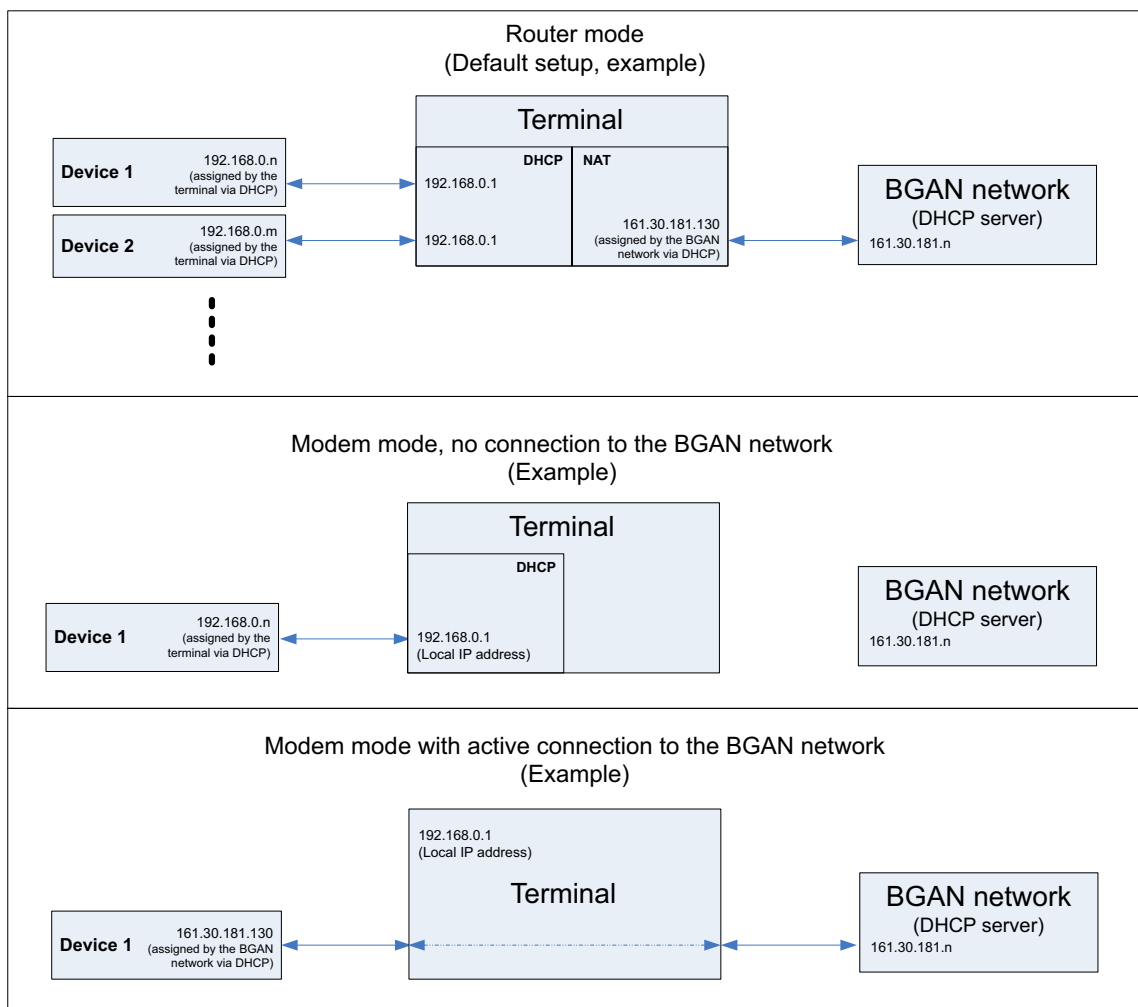 Router mode
(Default setup, example)
Terminal
Device 1
192.168.0.n
(assigned by the
terminal via DHCP)
DHCP
192.168.0.1
NAT
Device 2
192.168.0.m
(assigned by the
terminal via DHCP)
192.168.0.1
161.30.181.130
(assigned by the BGAN
network via DHCP)
BGAN network
(DHCP server)
161.30.181.n
Modem mode, no connection to the BGAN network
(Example)
Terminal
DHCP
Device 1
192.168.0.n
(assigned by the
terminal via DHCP)
192.168.0.1
(Local IP address)
BGAN network
(DHCP server)
161.30.181.n
Modem mode with active connection to the BGAN network
(Example)
192.168.0.1
(Local IP address)
Terminal
Device 1
161.30.181.130
(assigned by the BGAN
network via DHCP)
BGAN network
(DHCP server)
161.30.181.n